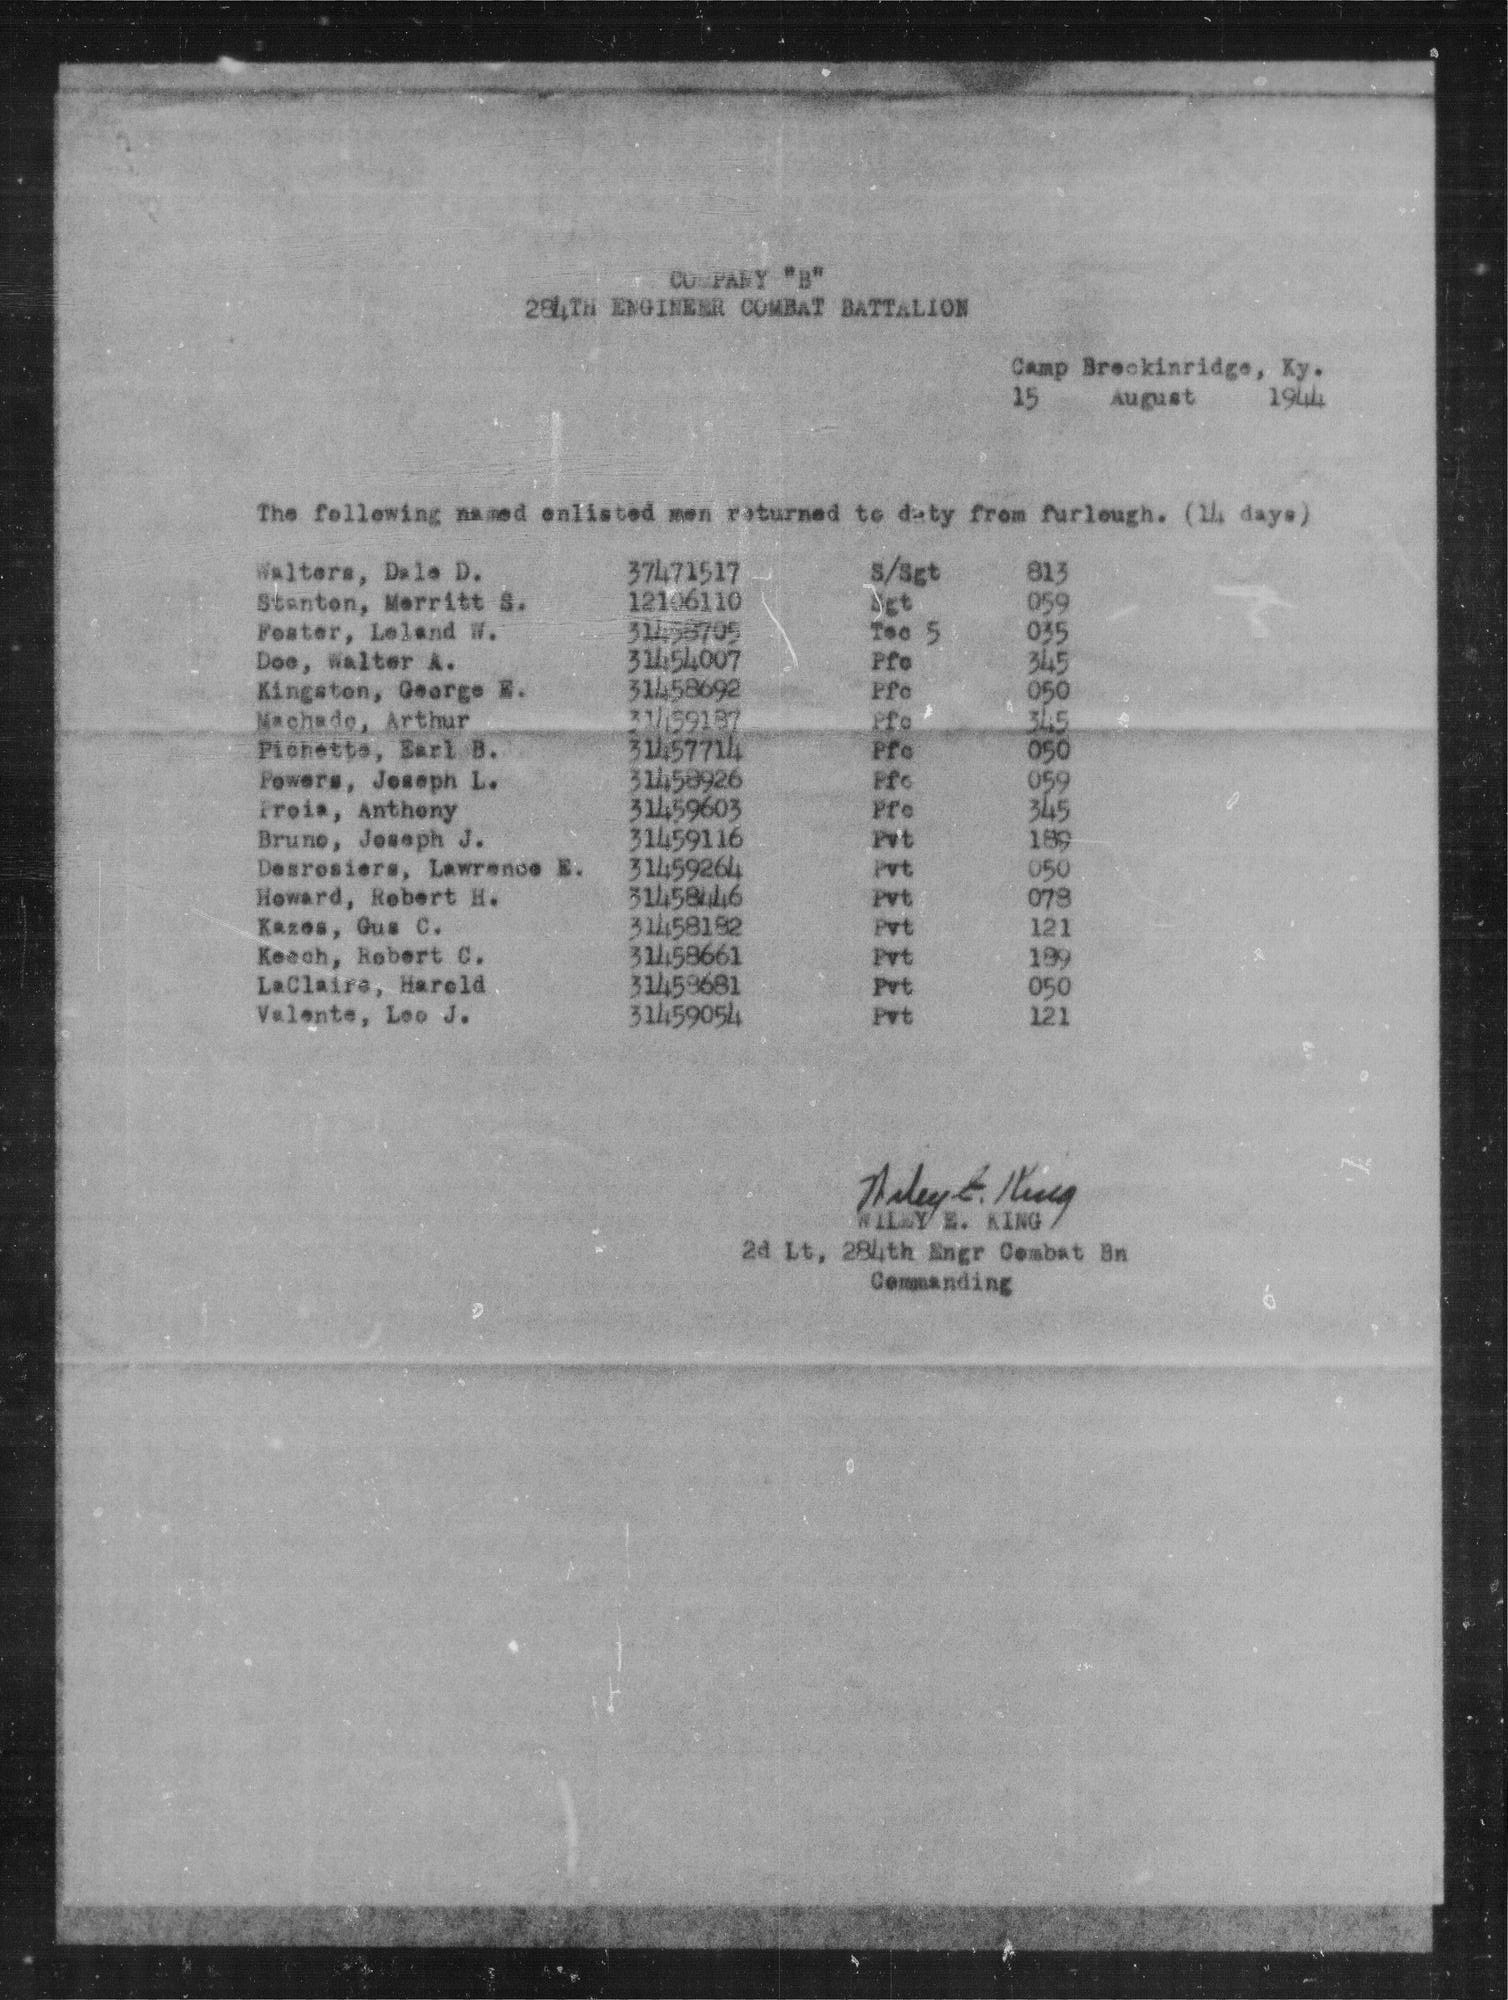 COMPANY "B"
284TH ENGINEER COMBAT BATTALION
Camp Breckinridge, Ky.
15 August 1944
The following named enlisted men returned to duty from furlough. (14 days)
Walters, Dale D. 37471517 S/Sgt 813
Stanton, Merritt S. 12106110 Sgt 059
Foster, Leland W. 31458705 Tec 5 035
Doe, Walter A. 31454007 Pfc 345
Kingston, George E. 31458692 Pfc 050
Machado, Arthur 31459187 Pfc 345
Pichette, Earl B. 31457714 Pfc 050
Powers, Joseph L. 31458926 Pfc 059
Proia, Anthony 31459603 Pfc 345
Bruno, Joseph J. 31459116 Pvt 189
Desrosiers, Lawrence E. 31459264 Pvt 050
Howard, Robert H. 31458446 Pvt 078
Kazos, Gus C. 31458182 Pvt 121
Keech, Robert C. 31458661 Pvt 189
LaClaire, Harold 31458681 Pvt 050
Valente, Leo J. 31459054 Pvt 121
Wiley E. King
WILEY E. KING
2d Lt, 284th Engr Combat Bn
Commanding